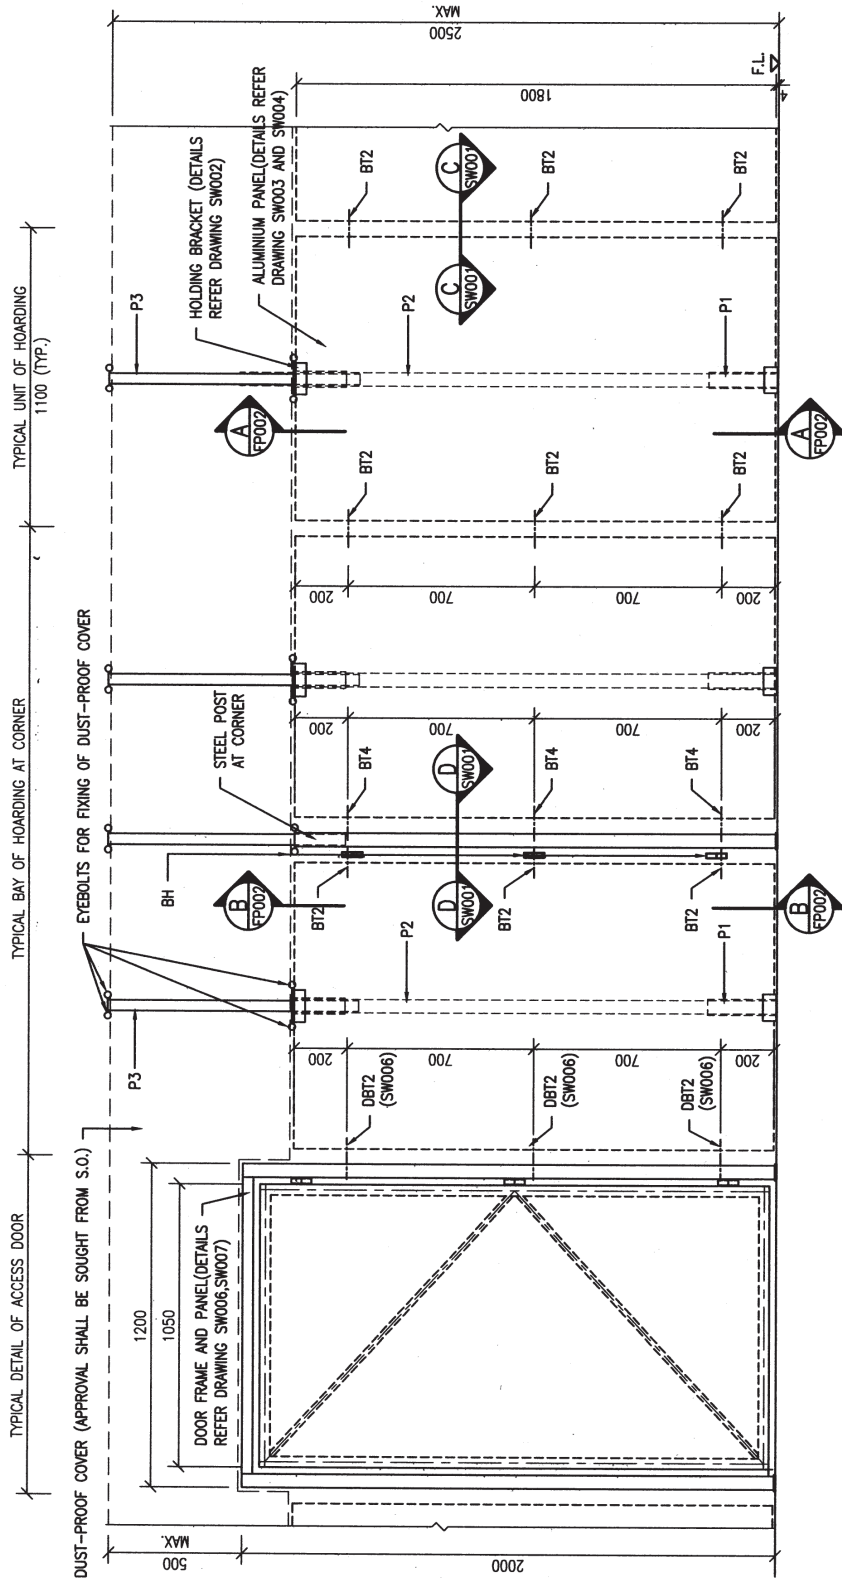 TYPICAL DETAIL OF ACCESS DOOR
TYPICAL BAY OF HOARDING AT CORNER
TYPICAL UNIT OF HOARDING
1100 (TYP.)
DUST-PROOF COVER (APPROVAL SHALL BE SOUGHT FROM S.O.)
EYEBOLTS FOR FIXING OF DUST-PROOF COVER
MAX.
500
2000
1200
1050
DOOR FRAME AND PANEL(DETAILS
REFER DRAWING SW006,SW007)
P3
BH
STEEL POST
AT CORNER
P3
HOLDING BRACKET (DETAILS
REFER DRAWING SW002)
ALUMINIUM PANEL(DETAILS REFER
DRAWING SW003 AND SW004)
B
FP002
A
FP002
DBT2
(SW006)
DBT2
(SW006)
DBT2
(SW006)
200
700
700
200
P2
P1
BT2
BT2
BT2
D
SW001
D
SW001
BT4
BT4
BT4
200
700
700
200
200
700
700
200
BT2
BT2
BT2
P2
P1
C
SW001
C
SW001
BT2
BT2
BT2
B
FP002
A
FP002
1800
4
F.L.
2500
MAX.